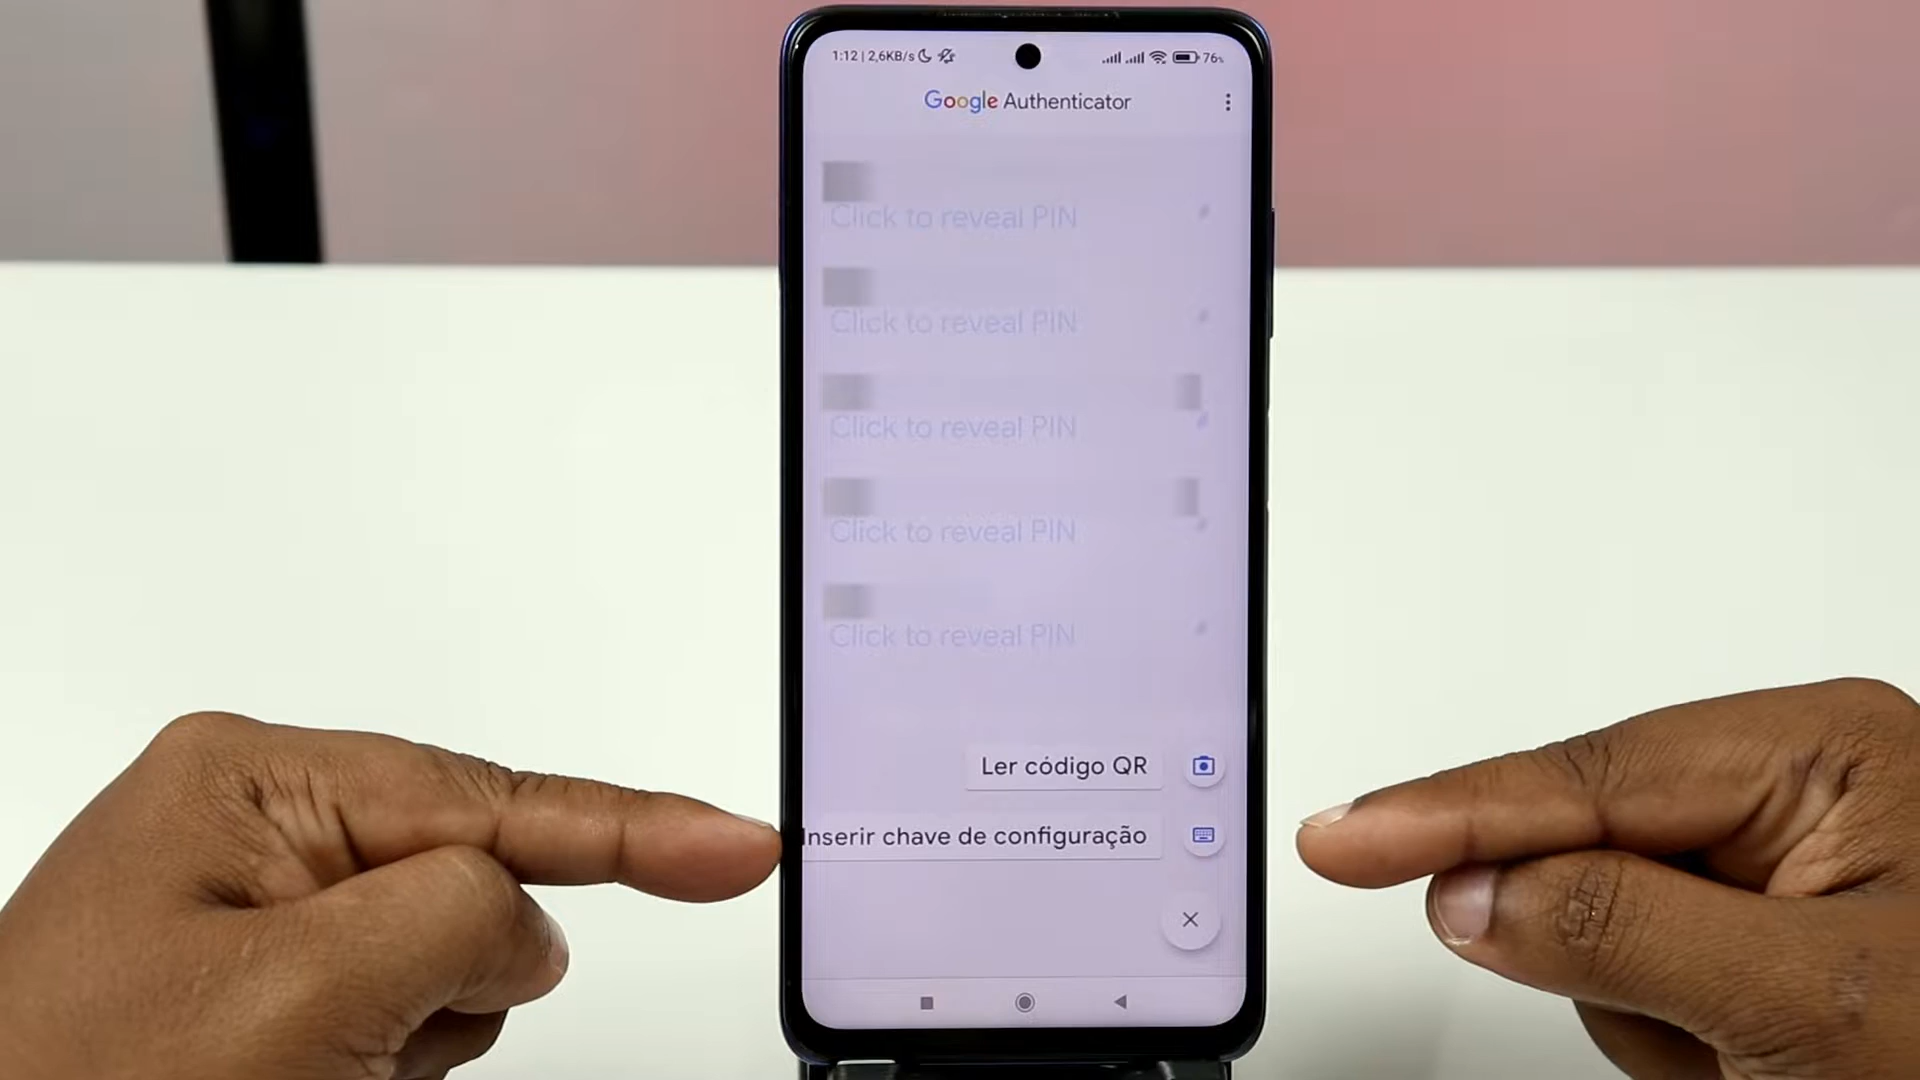 1:12 | 2,6KB/s
76%
Google Authenticator
Click to reveal PIN
Click to reveal PIN
Click to reveal PIN
Click to reveal PIN
Click to reveal PIN
Ler código QR
Inserir chave de configuração